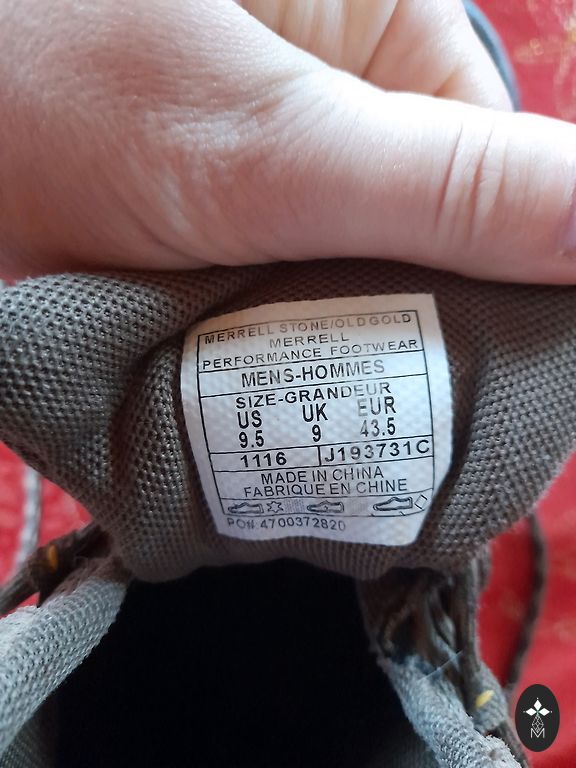 MERRELL STONE/OLD GOLD
MERRELL
PERFORMANCE FOOTWEAR
MENS-HOMMES
SIZE-GRANDEUR
US UK EUR
9.5 9 43.5
1116 J193731C
MADE IN CHINA
FABRIQUE EN CHINE
PO#: 4700372820
M